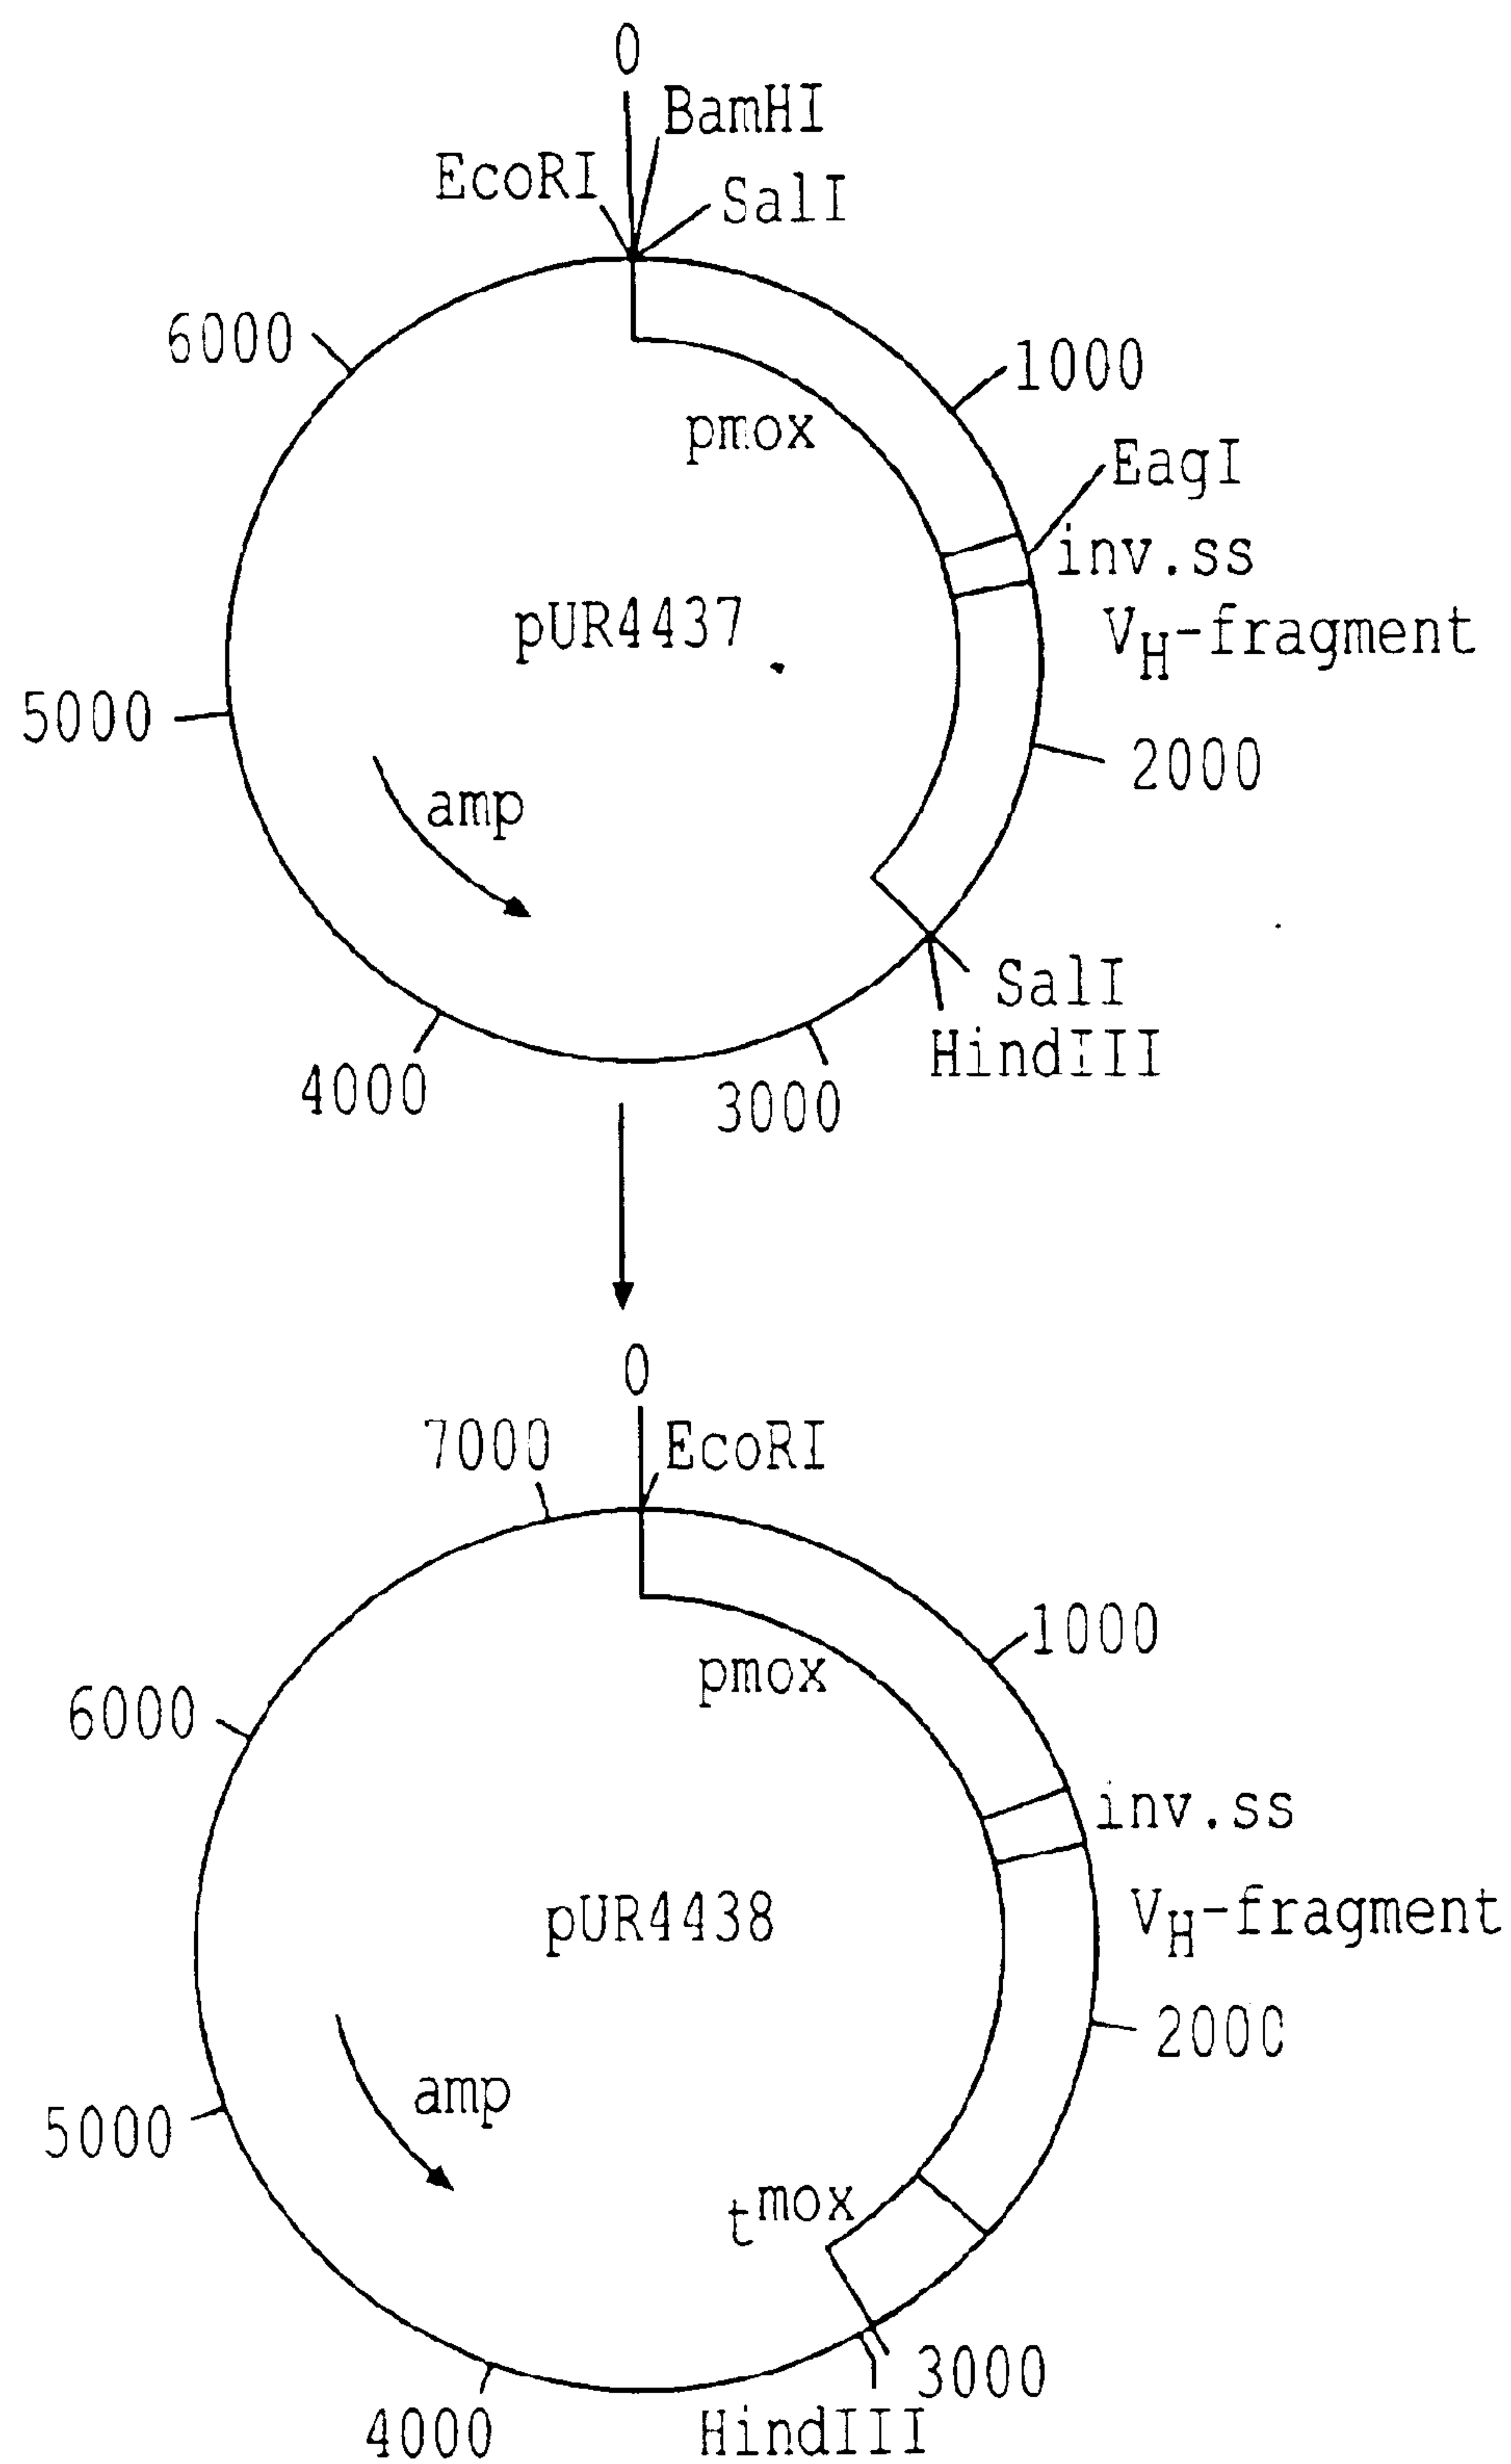 0
BamHI
EcoRI
SalI
6000
1000
pmox
EagI
inv.ss
pUR4437
VH-fragment
5000
2000
amp
SalI
HindIII
4000
3000
0
7000
EcoRI
1000
pmox
6000
inv.ss
pUR4438
VH-fragment
2000
amp
5000
tmox
3000
HindIII
4000